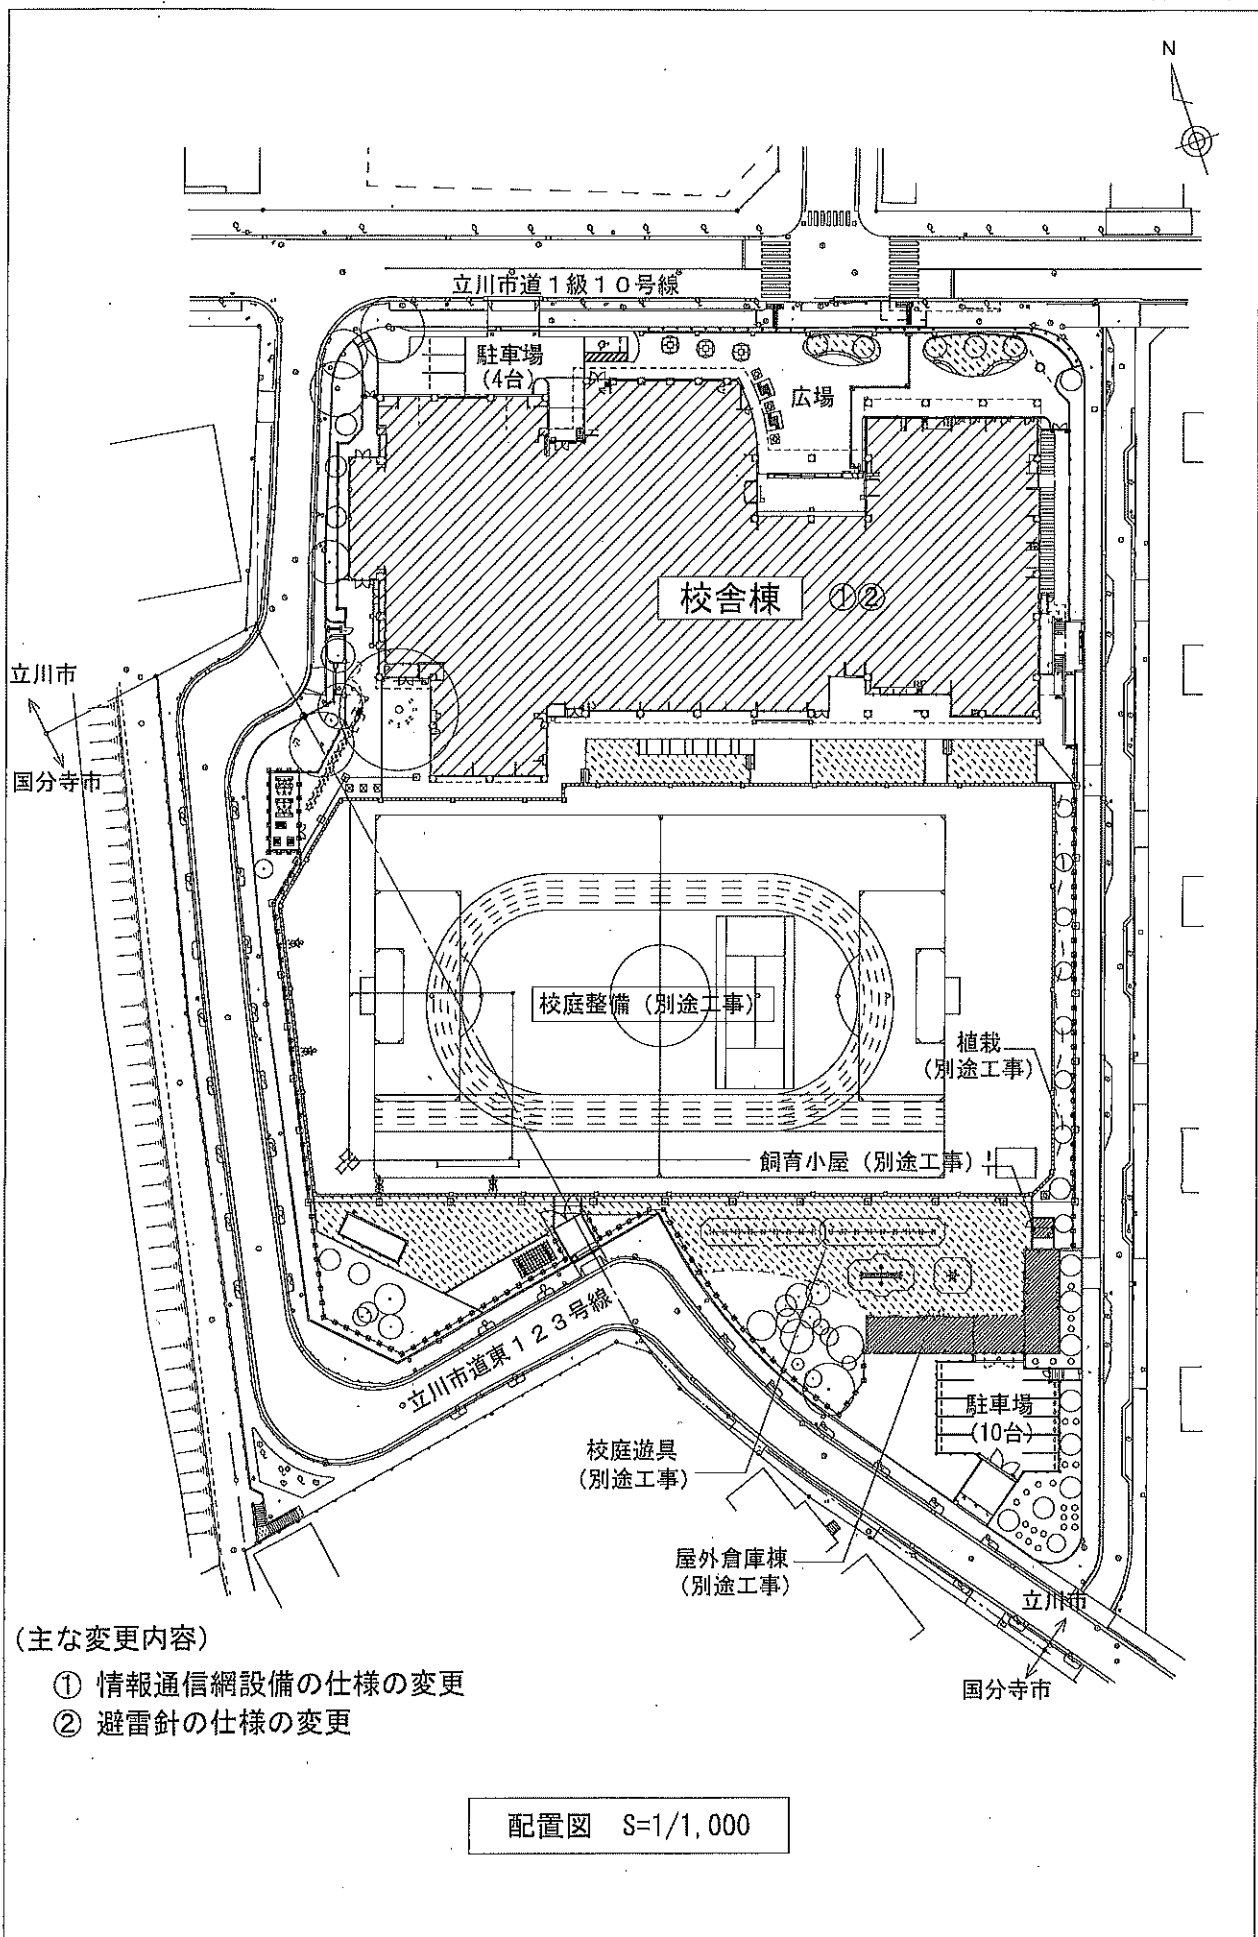 N
立川市道1級10号線
駐車場
(4台)
広場
校舎棟 ①②
立川市
国分寺市
校庭整備（別途工事）
植栽
(別途工事)
飼育小屋（別途工事）
立川市道東123号線
駐車場
(10台)
校庭遊具
(別途工事)
屋外倉庫棟
(別途工事)
立川市
国分寺市
(主な変更内容)
① 情報通信網設備の仕様の変更
② 避雷針の仕様の変更
配置図 S=1/1,000